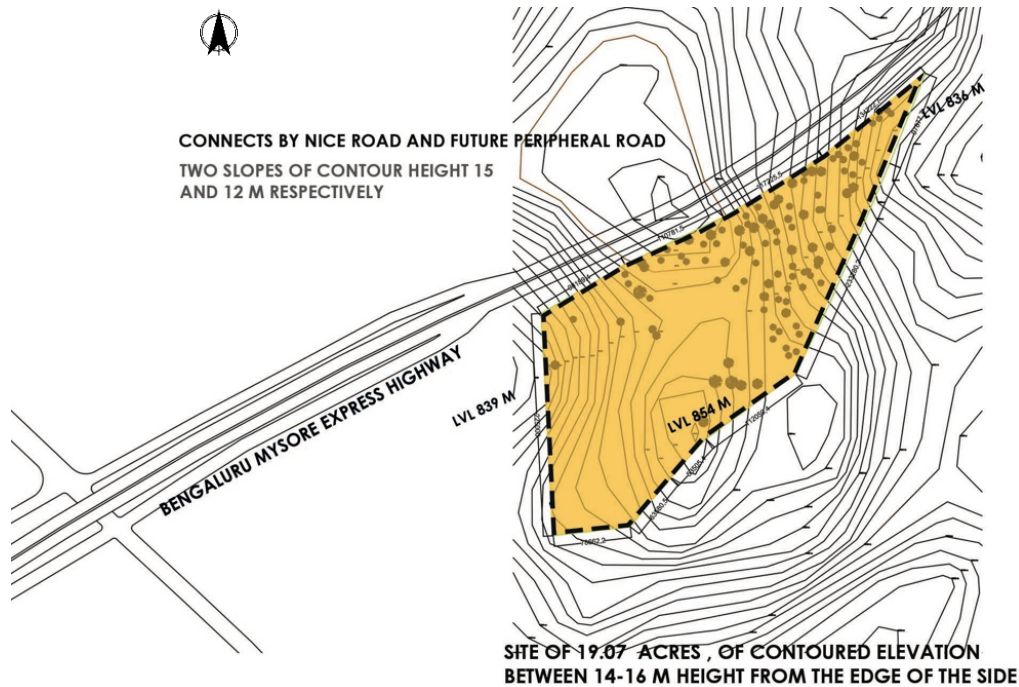 CONNECTS BY NICE ROAD AND FUTURE PERIPHERAL ROAD
TWO SLOPES OF CONTOUR HEIGHT 15
AND 12 M RESPECTIVELY
LVL 836 M
BENGALURU MYSORE EXPRESS HIGHWAY
LVL 839 M
LVL 854 M
SITE OF 19.07 ACRES , OF CONTOURED ELEVATION
BETWEEN 14-16 M HEIGHT FROM THE EDGE OF THE SIDE